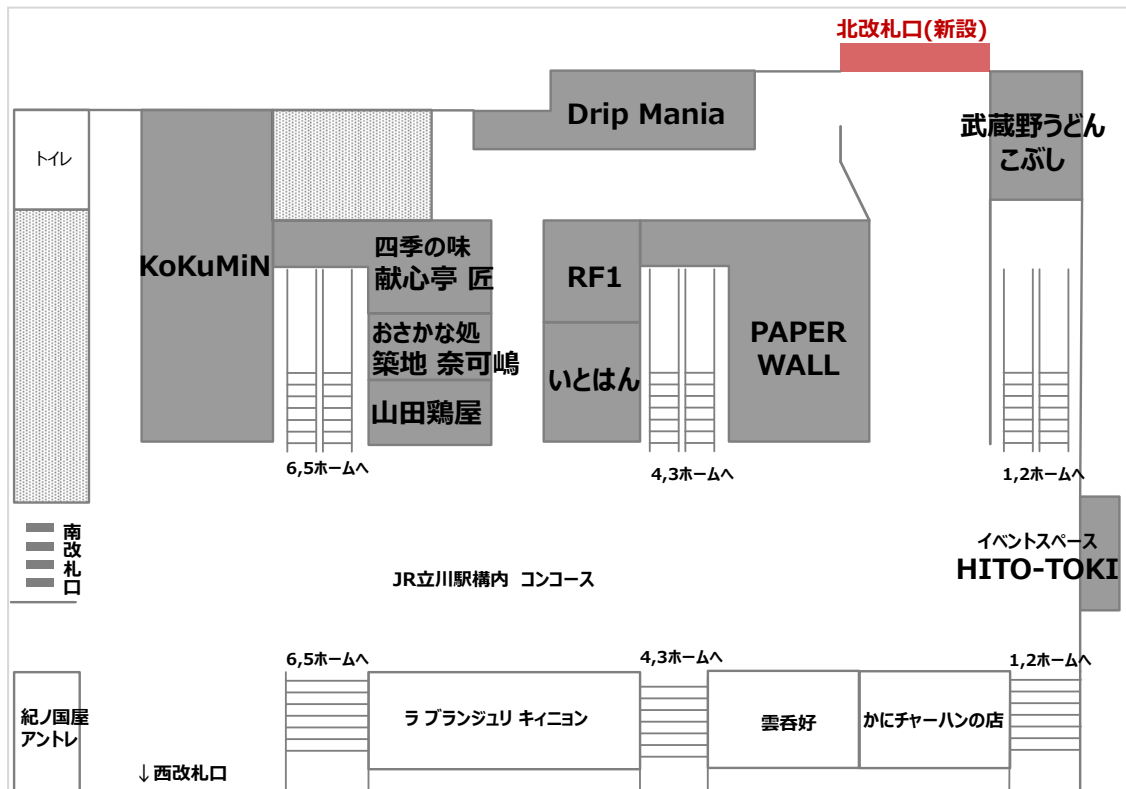 北改札口(新設)
Drip Mania
武蔵野うどん
こぶし
トイレ
KoKuMiN
四季の味
献心亭 匠
RF1
おさかな処
築地 奈可嶋
いとはん
PAPER
WALL
山田鶏屋
6,5ホームへ
4,3ホームへ
1,2ホームへ
南
改
札
口
JR立川駅構内 コンコース
イベントスペース
HITO-TOKI
6,5ホームへ
4,3ホームへ
1,2ホームへ
紀ノ国屋
アントレ
ラ ブランジュリ キィニョン
雲呑好
かにチャーハンの店
↓西改札口